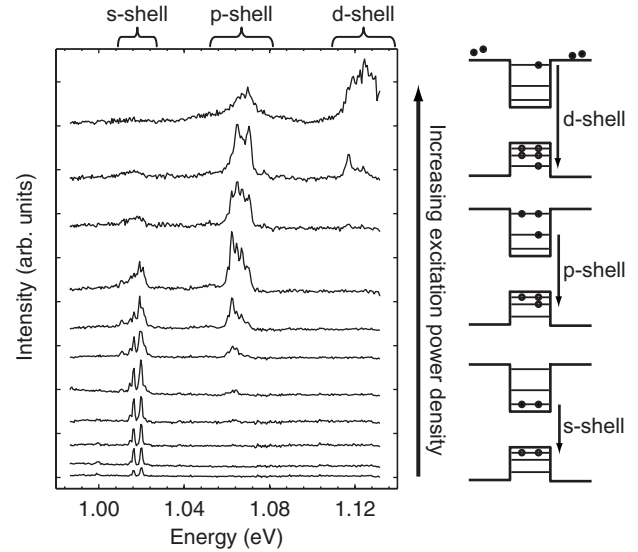 s-shell p-shell d-shell
Intensity (arb. units)
1.00 1.04 1.08 1.12
Energy (eV)
Increasing excitation power density
d-shell
p-shell
s-shell